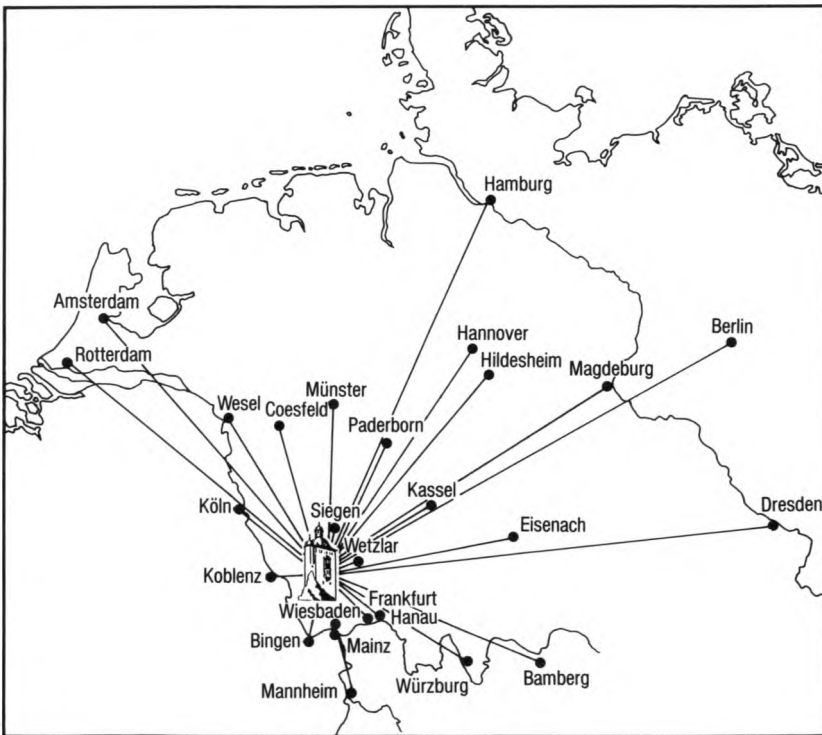 Hamburg
Amsterdam
Rotterdam
Hannover
Hildesheim
Berlin
Magdeburg
Münster
Wesel
Coesfeld
Paderborn
Kassel
Köln
Siegen
Dresden
Eisenach
Wetzlar
Koblenz
Frankfurt
Wiesbaden
Hanau
Bingen
Mainz
Würzburg
Bamberg
Mannheim